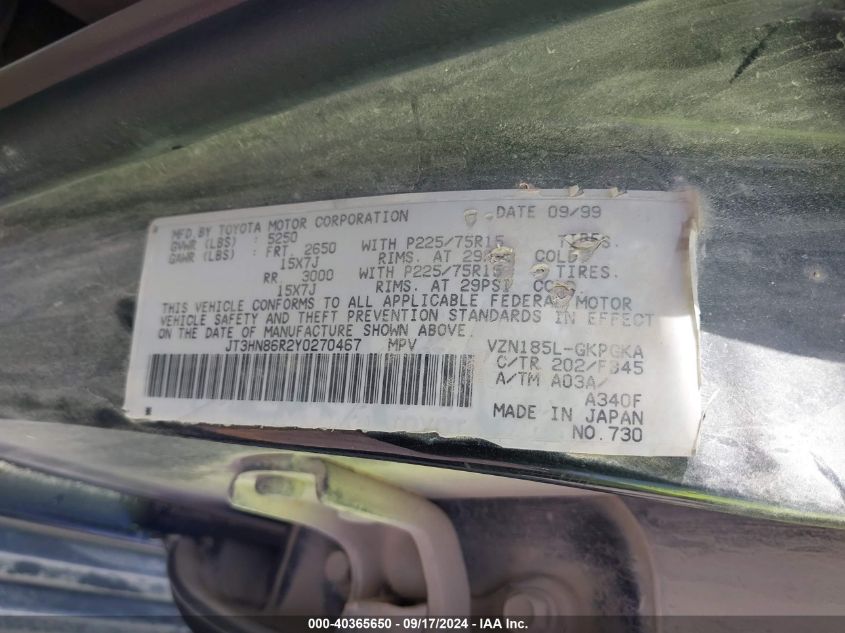 MFD.BY TOYOTA MOTOR CORPORATION DATE 09/99
GVWR (LBS) : 5250
GAWR (LBS) : FRT. 2650 WITH P225/75R15 TIRES.
15X7J RIMS. AT 29 COLD
RR. 3000 WITH P225/75R15 TIRES.
15X7J RIMS. AT 29PSI
THIS VEHICLE CONFORMS TO ALL APPLICABLE FEDERAL MOTOR
VEHICLE SAFETY AND THEFT PREVENTION STANDARDS IN EFFECT
ON THE DATE OF MANUFACTURE SHOWN ABOVE.
JT3HN86R2Y0270467 MPV VZN185L-GKPGKA
C/TR 202/FB45
A/TM A03A/
A340F
MADE IN JAPAN
NO.730
000-40365650 - 09/17/2024 - IAA Inc.